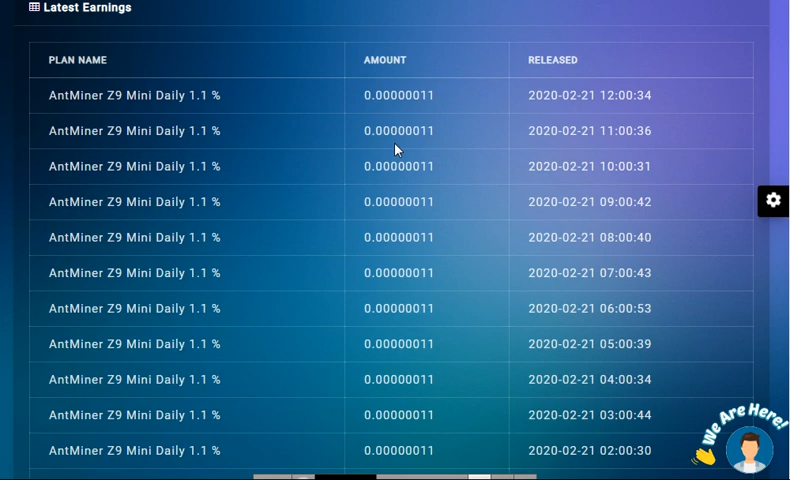 Latest Earnings
PLAN NAME AMOUNT RELEASED
AntMiner Z9 Mini Daily 1.1 % 0.00000011 2020-02-21 12:00:34
AntMiner Z9 Mini Daily 1.1 % 0.00000011 2020-02-21 11:00:36
AntMiner Z9 Mini Daily 1.1 % 0.00000011 2020-02-21 10:00:31
AntMiner Z9 Mini Daily 1.1 % 0.00000011 2020-02-21 09:00:42
AntMiner Z9 Mini Daily 1.1 % 0.00000011 2020-02-21 08:00:40
AntMiner Z9 Mini Daily 1.1 % 0.00000011 2020-02-21 07:00:43
AntMiner Z9 Mini Daily 1.1 % 0.00000011 2020-02-21 06:00:53
AntMiner Z9 Mini Daily 1.1 % 0.00000011 2020-02-21 05:00:39
AntMiner Z9 Mini Daily 1.1 % 0.00000011 2020-02-21 04:00:34
AntMiner Z9 Mini Daily 1.1 % 0.00000011 2020-02-21 03:00:44
AntMiner Z9 Mini Daily 1.1 % 0.00000011 2020-02-21 02:00:30
We Are Here!